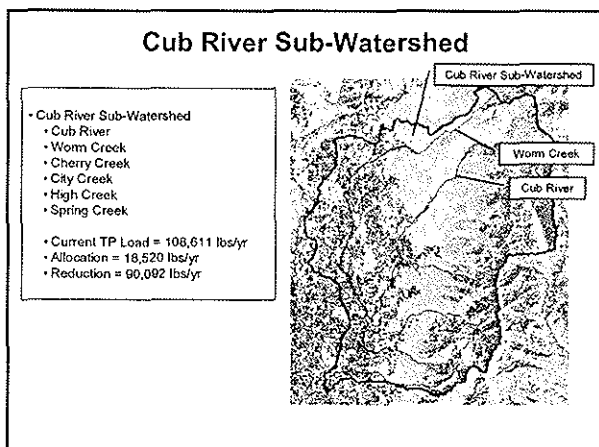 Cub River Sub-Watershed
• Cub River Sub-Watershed
• Cub River
• Worm Creek
• Cherry Creek
• City Creek
• High Creek
• Spring Creek
• Current TP Load = 108,611 lbs/yr
• Allocation = 18,520 lbs/yr
• Reduction = 90,092 lbs/yr
Cub River Sub-Watershed
Worm Creek
Cub River